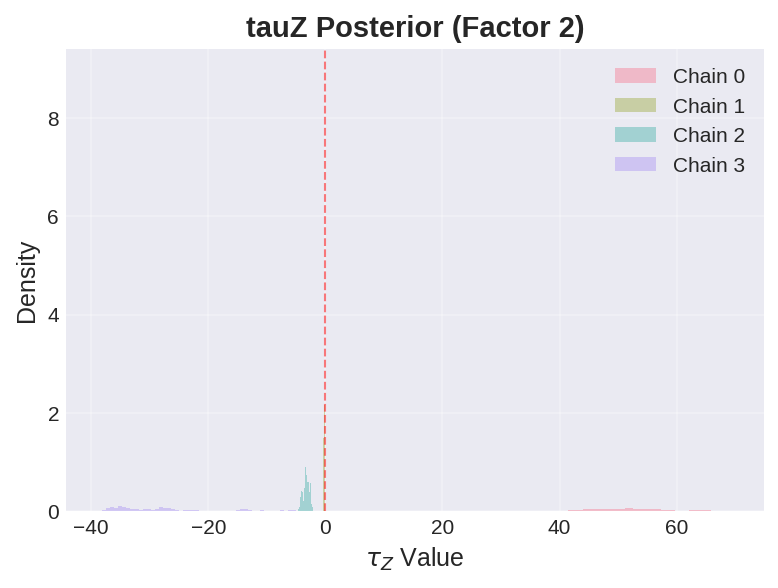 tauZ Posterior (Factor 2)
Chain 0
Chain 1
Chain 2
Chain 3
8
6
4
2
0
Density
−40 −20 0 20 40 60
τZ Value